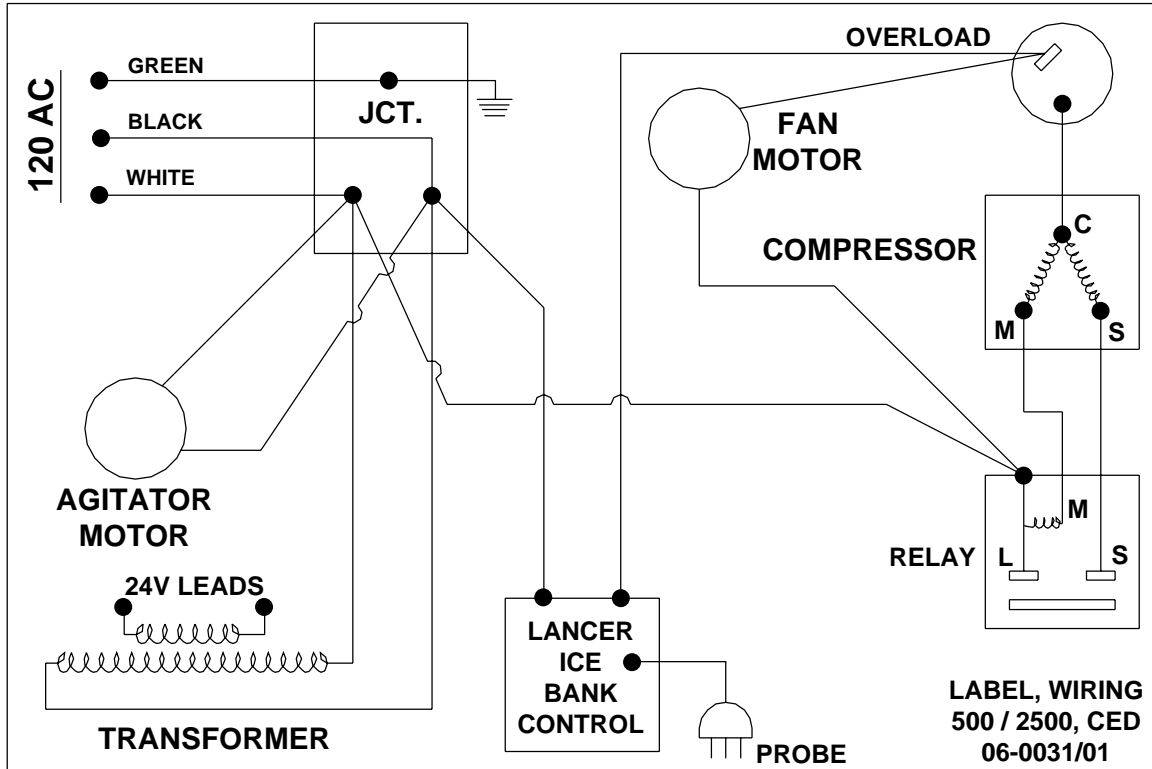 120 AC
GREEN
BLACK
WHITE
JCT.
OVERLOAD
FAN
MOTOR
COMPRESSOR
C
M
S
AGITATOR
MOTOR
24V LEADS
TRANSFORMER
LANCER
ICE
BANK
CONTROL
PROBE
RELAY
M
L
S
LABEL, WIRING
500 / 2500, CED
06-0031/01